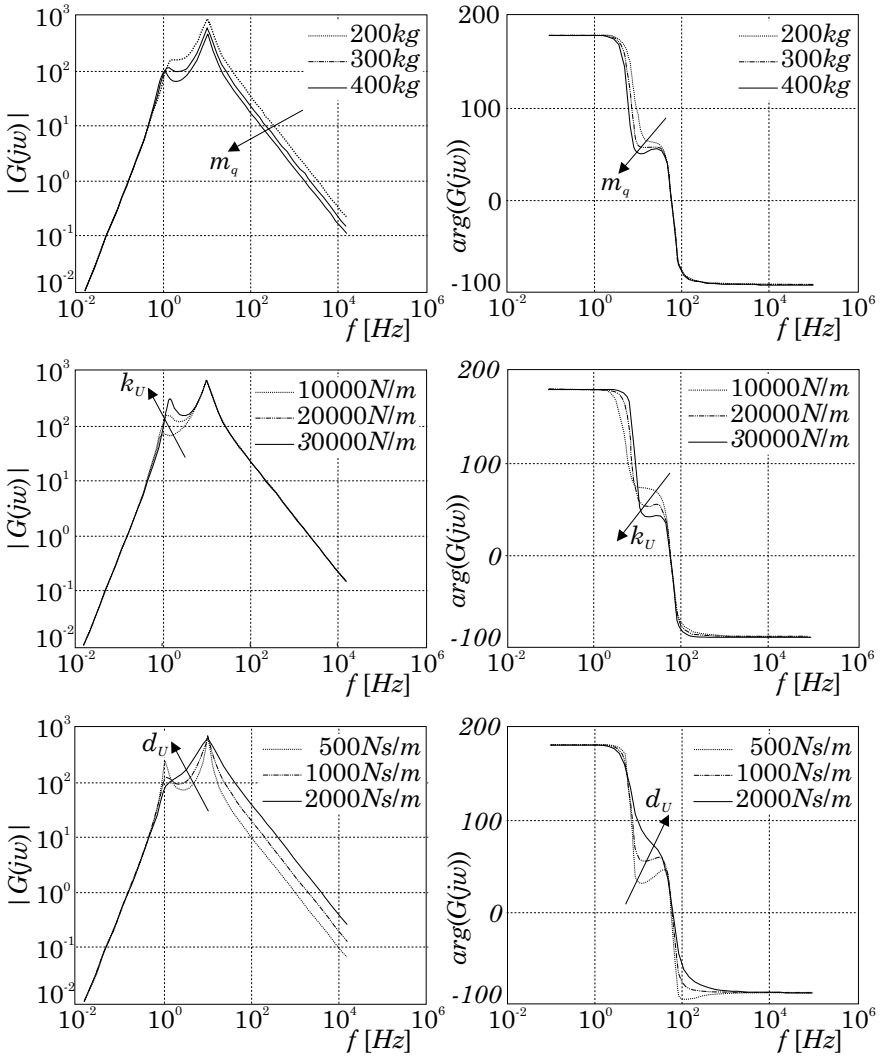 10^3
10^2
10^1
10^0
10^-1
10^-2
| G(jw) |
200kg
300kg
400kg
m_q
10^-2 10^0 10^2 10^4 10^6
f [Hz]
200
100
0
-100
arg(G(jw))
200kg
300kg
400kg
m_q
10^-2 10^0 10^2 10^4 10^6
f [Hz]
10^3
10^2
10^1
10^0
10^-1
10^-2
| G(jw) |
k_U
10000N/m
20000N/m
30000N/m
10^-2 10^0 10^2 10^4 10^6
f [Hz]
200
100
0
-100
arg(G(jw))
10000N/m
20000N/m
30000N/m
k_U
10^-2 10^0 10^2 10^4 10^6
f [Hz]
10^3
10^2
10^1
10^0
10^-1
10^-2
| G(jw) |
d_U
500Ns/m
1000Ns/m
2000Ns/m
10^-2 10^0 10^2 10^4 10^6
f [Hz]
200
100
0
-100
arg(G(jw))
500Ns/m
1000Ns/m
2000Ns/m
d_U
10^-2 10^0 10^2 10^4 10^6
f [Hz]